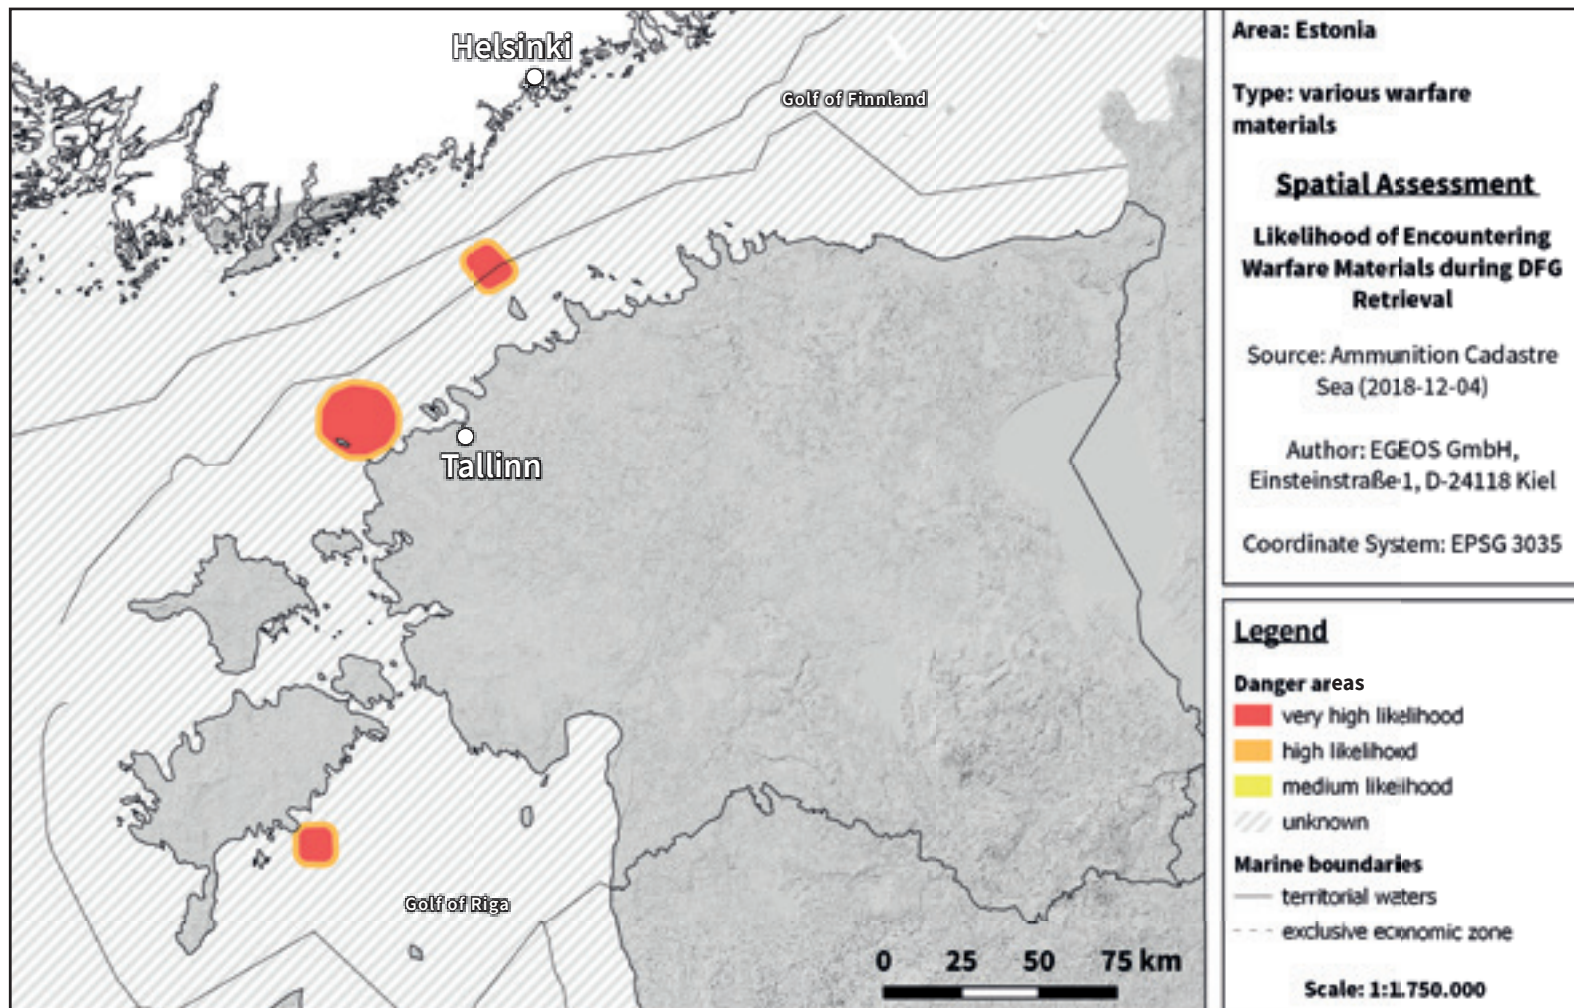 Helsinki
Golf of Finnland
Tallinn
Golf of Riga
0 25 50 75 km
Area: Estonia
Type: various warfare
materials
Spatial Assessment
Likelihood of Encountering
Warfare Materials during DFG
Retrieval
Source: Ammunition Cadastre
Sea (2018-12-04)
Author: EGEOS GmbH,
Einsteinstraße 1, D-24118 Kiel
Coordinate System: EPSG 3035
Legend
Danger areas
very high likelihood
high likelihood
medium likelihood
unknown
Marine boundaries
territorial waters
exclusive economic zone
Scale: 1:1.750.000